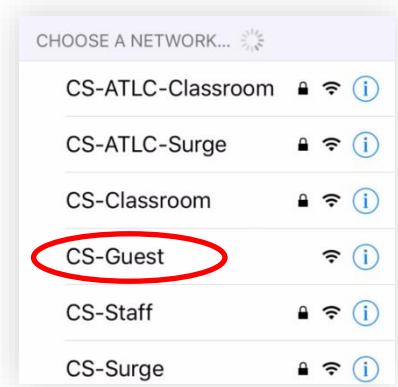 CHOOSE A NETWORK...
CS-ATLC-Classroom
CS-ATLC-Surge
CS-Classroom
CS-Guest
CS-Staff
CS-Surge